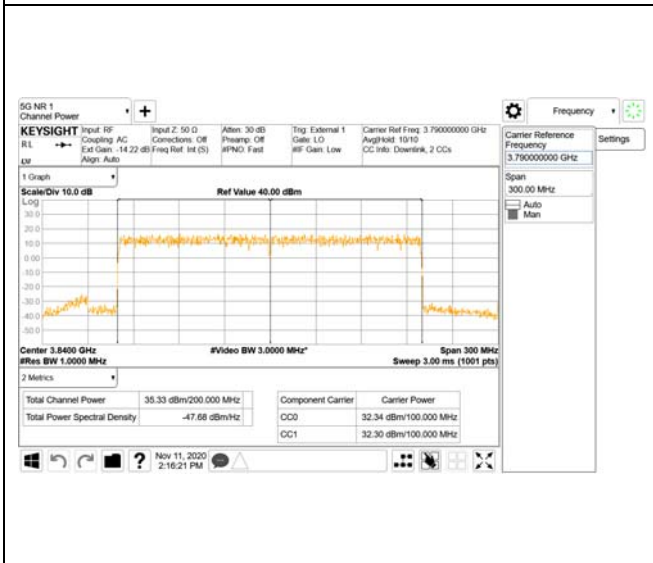 5G NR 1
Channel Power
+
Frequency
KEYSIGHT
RL
Input: RF
Coupling: AC
Ext Gain: -14.22 dB
Align: Auto
Input Z: 50 Ω
Corrections: Off
Freq Ref: Int (S)
Atten: 30 dB
Preamp: Off
#PNO: Fast
Trig: External 1
Gate: LO
#IF Gain: Low
Carrier Ref Freq: 3.790000000 GHz
Avg|Hold: 10/10
CC Info: Downlink, 2 CCs
Carrier Reference
Frequency
3.790000000 GHz
Settings
Span
300.00 MHz
Auto
Man
1 Graph
Scale/Div 10.0 dB
Ref Value 40.00 dBm
Log
30.0
20.0
10.0
0.00
-10.0
-20.0
-30.0
-40.0
-50.0
Center 3.8400 GHz
#Video BW 3.0000 MHz*
Span 300 MHz
#Res BW 1.0000 MHz
Sweep 3.00 ms (1001 pts)
2 Metrics
Total Channel Power 35.33 dBm/200.000 MHz
Total Power Spectral Density -47.68 dBm/Hz
Component Carrier Carrier Power
CC0 32.34 dBm/100.000 MHz
CC1 32.30 dBm/100.000 MHz
?
Nov 11, 2020
2:16:21 PM